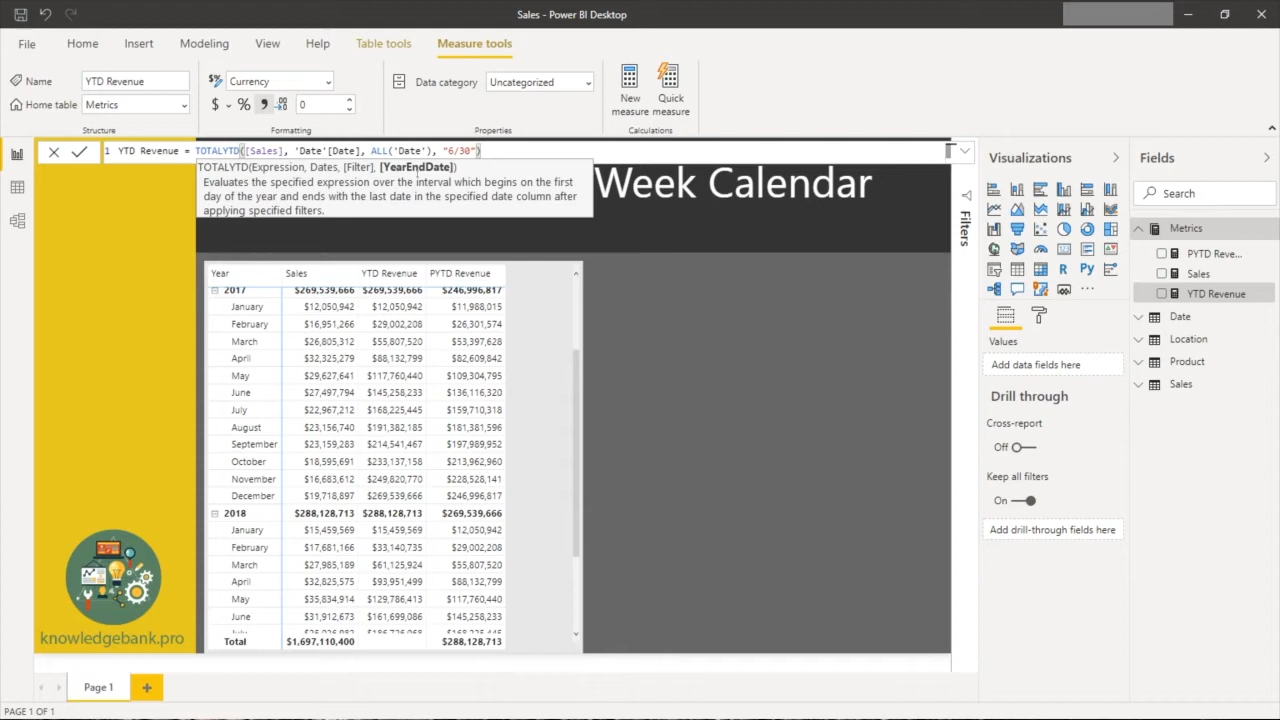 Sales - Power BI Desktop
File Home Insert Modeling View Help Table tools Measure tools
Name YTD Revenue
Home table Metrics
Structure
Currency
$ % , 0
Formatting
Data category Uncategorized
Properties
New measure
Quick measure
Calculations
1 YTD Revenue = TOTALYTD([Sales], 'Date'[Date], ALL('Date'), "6/30")
TOTALYTD(Expression, Dates, [Filter], [YearEndDate])
Evaluates the specified expression over the interval which begins on the first
day of the year and ends with the last date in the specified date column after
applying specified filters.
Week Calendar
Year Sales YTD Revenue PYTD Revenue
2017 $269,539,666 $269,539,666 $246,996,817
January $12,050,942 $12,050,942 $11,988,015
February $16,951,266 $29,002,208 $26,301,574
March $26,805,312 $55,807,520 $53,397,628
April $32,325,279 $88,132,799 $82,609,842
May $29,627,641 $117,760,440 $109,304,795
June $27,497,794 $145,258,233 $136,116,320
July $22,967,212 $168,225,445 $159,710,318
August $23,156,740 $191,382,185 $181,381,596
September $23,159,283 $214,541,467 $197,989,952
October $18,595,691 $233,137,158 $213,962,960
November $16,683,612 $249,820,770 $228,528,141
December $19,718,897 $269,539,666 $246,996,817
2018 $288,128,713 $288,128,713 $269,539,666
January $15,459,569 $15,459,569 $12,050,942
February $17,681,166 $33,140,735 $29,002,208
March $27,985,189 $61,125,924 $55,807,520
April $32,825,575 $93,951,499 $88,132,799
May $35,834,914 $129,786,413 $117,760,440
June $31,912,673 $161,699,086 $145,258,233
Total $1,697,110,400 $288,128,713
knowledgebank.pro
Filters
Visualizations
R Py
Values
Add data fields here
Drill through
Cross-report
Off
Keep all filters
On
Add drill-through fields here
Fields
Search
Metrics
PYTD Reve...
Sales
YTD Revenue
Date
Location
Product
Sales
Page 1
PAGE 1 OF 1